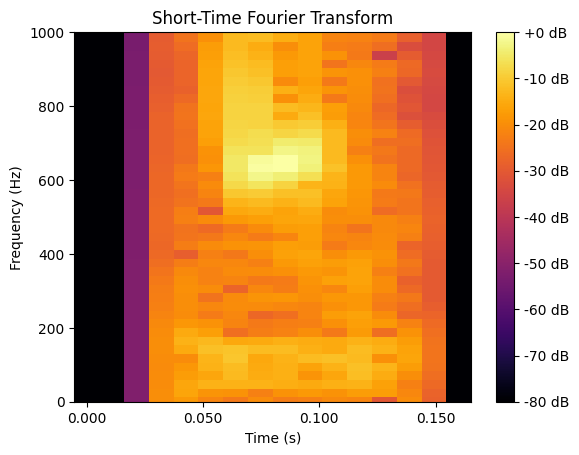 Short-Time Fourier Transform
1000
800
600
400
200
0
Frequency (Hz)
0.000
0.050
0.100
0.150
Time (s)
+0 dB
-10 dB
-20 dB
-30 dB
-40 dB
-50 dB
-60 dB
-70 dB
-80 dB